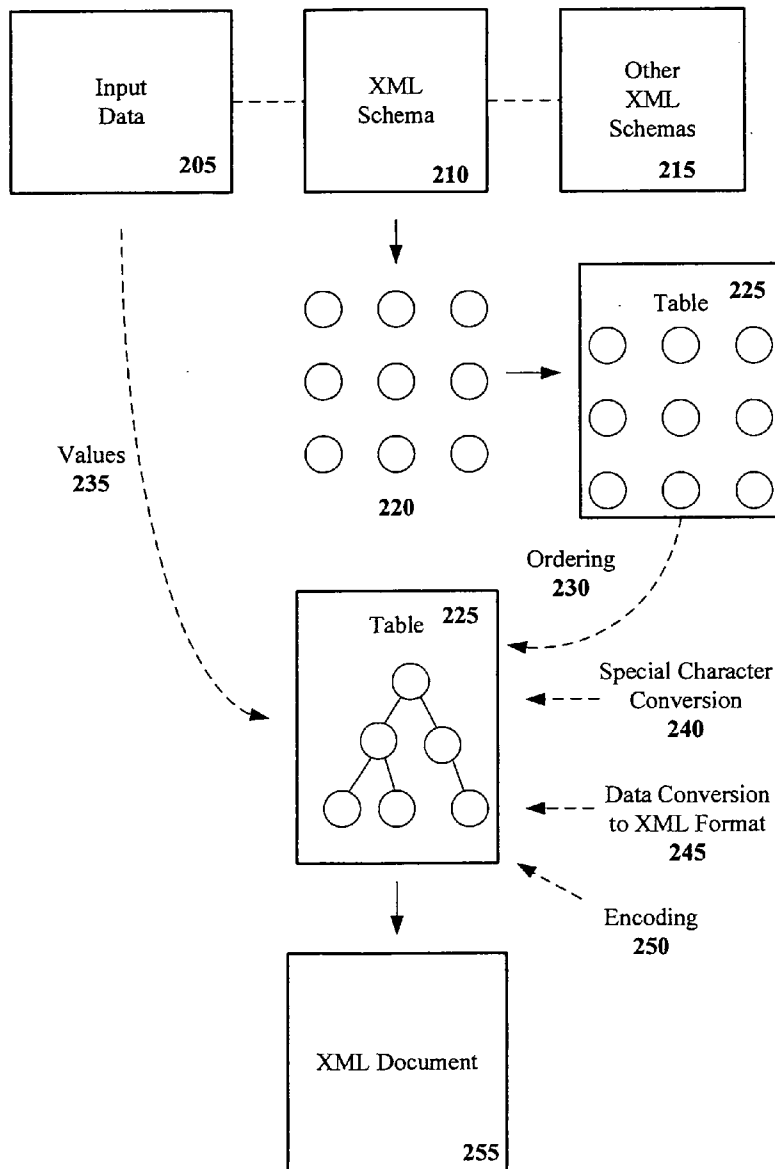 Input
Data
205
XML
Schema
210
Other
XML
Schemas
215
Table 225
220
Values
235
Ordering
230
Table 225
Special Character
Conversion
240
Data Conversion
to XML Format
245
Encoding
250
XML Document
255